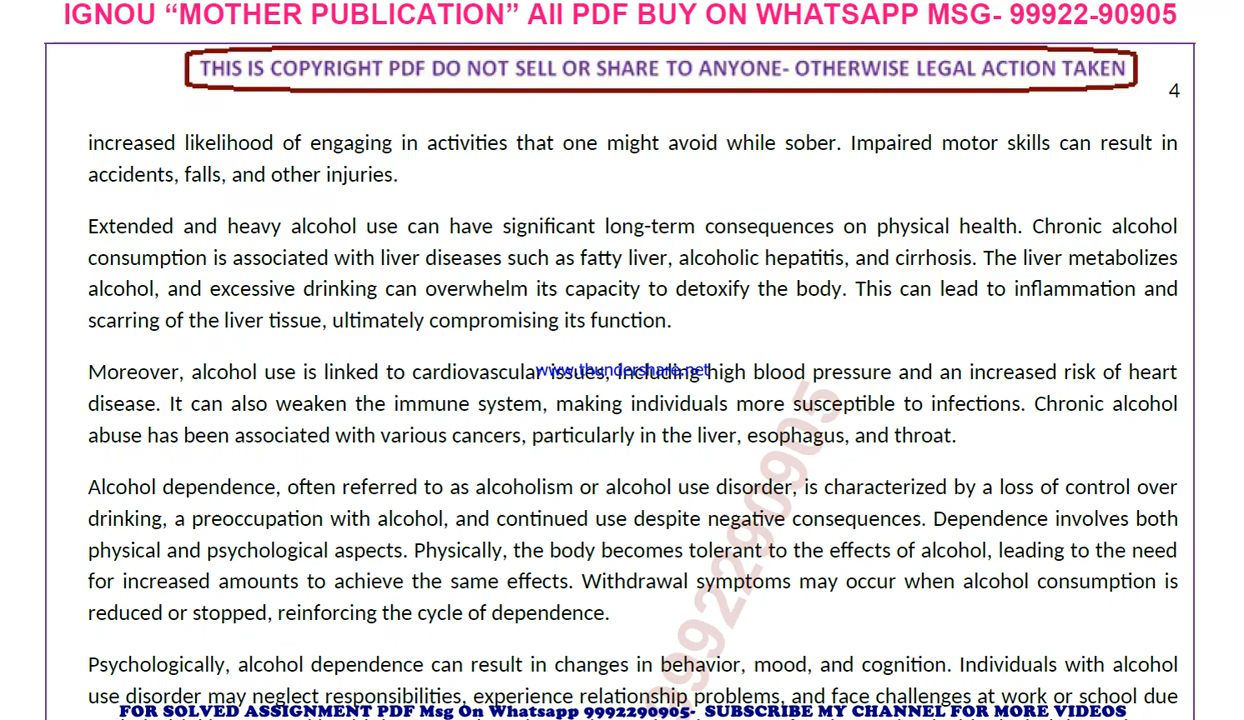 IGNOU “MOTHER PUBLICATION” All PDF BUY ON WHATSAPP MSG- 99922-90905
THIS IS COPYRIGHT PDF DO NOT SELL OR SHARE TO ANYONE- OTHERWISE LEGAL ACTION TAKEN
4
increased likelihood of engaging in activities that one might avoid while sober. Impaired motor skills can result in
accidents, falls, and other injuries.
Extended and heavy alcohol use can have significant long-term consequences on physical health. Chronic alcohol
consumption is associated with liver diseases such as fatty liver, alcoholic hepatitis, and cirrhosis. The liver metabolizes
alcohol, and excessive drinking can overwhelm its capacity to detoxify the body. This can lead to inflammation and
scarring of the liver tissue, ultimately compromising its function.
Moreover, alcohol use is linked to cardiovascular issues, including high blood pressure and an increased risk of heart
www.thundershare.net
disease. It can also weaken the immune system, making individuals more susceptible to infections. Chronic alcohol
abuse has been associated with various cancers, particularly in the liver, esophagus, and throat.
Alcohol dependence, often referred to as alcoholism or alcohol use disorder, is characterized by a loss of control over
drinking, a preoccupation with alcohol, and continued use despite negative consequences. Dependence involves both
physical and psychological aspects. Physically, the body becomes tolerant to the effects of alcohol, leading to the need
for increased amounts to achieve the same effects. Withdrawal symptoms may occur when alcohol consumption is
reduced or stopped, reinforcing the cycle of dependence.
9992290905
Psychologically, alcohol dependence can result in changes in behavior, mood, and cognition. Individuals with alcohol
use disorder may neglect responsibilities, experience relationship problems, and face challenges at work or school due
FOR SOLVED ASSIGNMENT PDF Msg On Whatsapp 9992290905- SUBSCRIBE MY CHANNEL FOR MORE VIDEOS